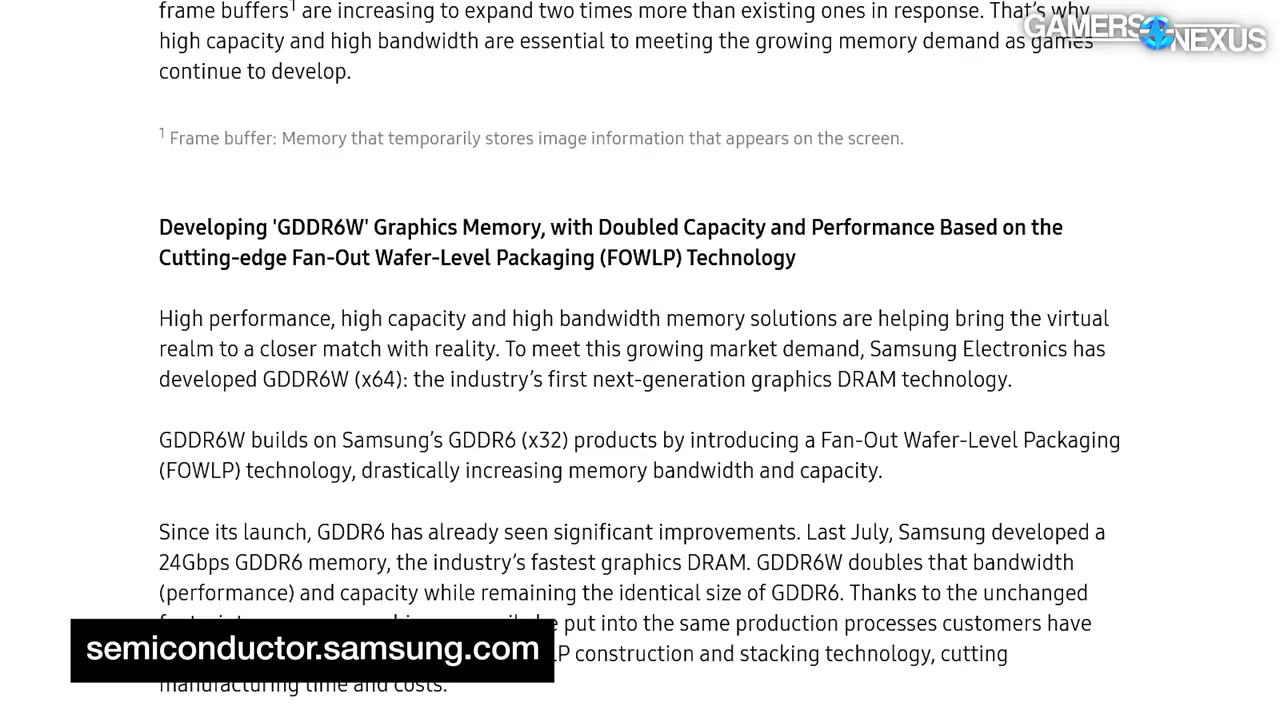 frame buffers¹ are increasing to expand two times more than existing ones in response. That's why
high capacity and high bandwidth are essential to meeting the growing memory demand as games
continue to develop.
GAMERS NEXUS
¹ Frame buffer: Memory that temporarily stores image information that appears on the screen.
Developing 'GDDR6W' Graphics Memory, with Doubled Capacity and Performance Based on the
Cutting-edge Fan-Out Wafer-Level Packaging (FOWLP) Technology
High performance, high capacity and high bandwidth memory solutions are helping bring the virtual
realm to a closer match with reality. To meet this growing market demand, Samsung Electronics has
developed GDDR6W (x64): the industry's first next-generation graphics DRAM technology.
GDDR6W builds on Samsung's GDDR6 (x32) products by introducing a Fan-Out Wafer-Level Packaging
(FOWLP) technology, drastically increasing memory bandwidth and capacity.
Since its launch, GDDR6 has already seen significant improvements. Last July, Samsung developed a
24Gbps GDDR6 memory, the industry's fastest graphics DRAM. GDDR6W doubles that bandwidth
(performance) and capacity while remaining the identical size of GDDR6. Thanks to the unchanged
put into the same production processes customers have
construction and stacking technology, cutting
manufacturing time and costs.
semiconductor.samsung.com